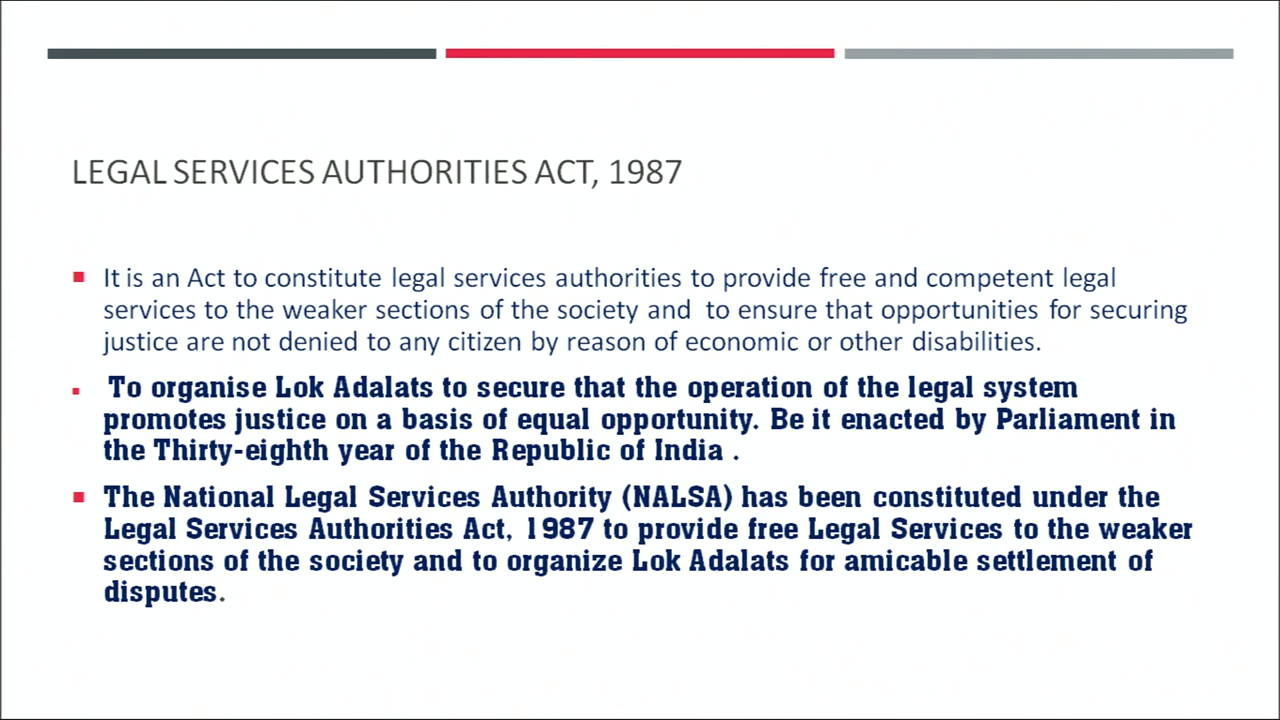 LEGAL SERVICES AUTHORITIES ACT, 1987
It is an Act to constitute legal services authorities to provide free and competent legal
services to the weaker sections of the society and to ensure that opportunities for securing
justice are not denied to any citizen by reason of economic or other disabilities.
To organise Lok Adalats to secure that the operation of the legal system
promotes justice on a basis of equal opportunity. Be it enacted by Parliament in
the Thirty-eighth year of the Republic of India .
The National Legal Services Authority (NALSA) has been constituted under the
Legal Services Authorities Act, 1987 to provide free Legal Services to the weaker
sections of the society and to organize Lok Adalats for amicable settlement of
disputes.